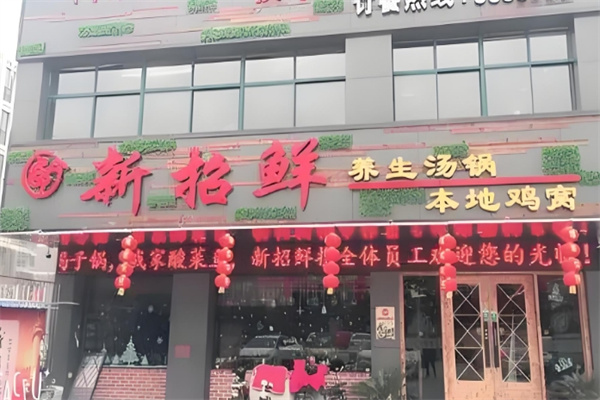 订餐热线
新招鲜
养生汤锅
本地鸡窝
子锅,
家酸菜
新招鲜
全体员工欢迎您的光临!